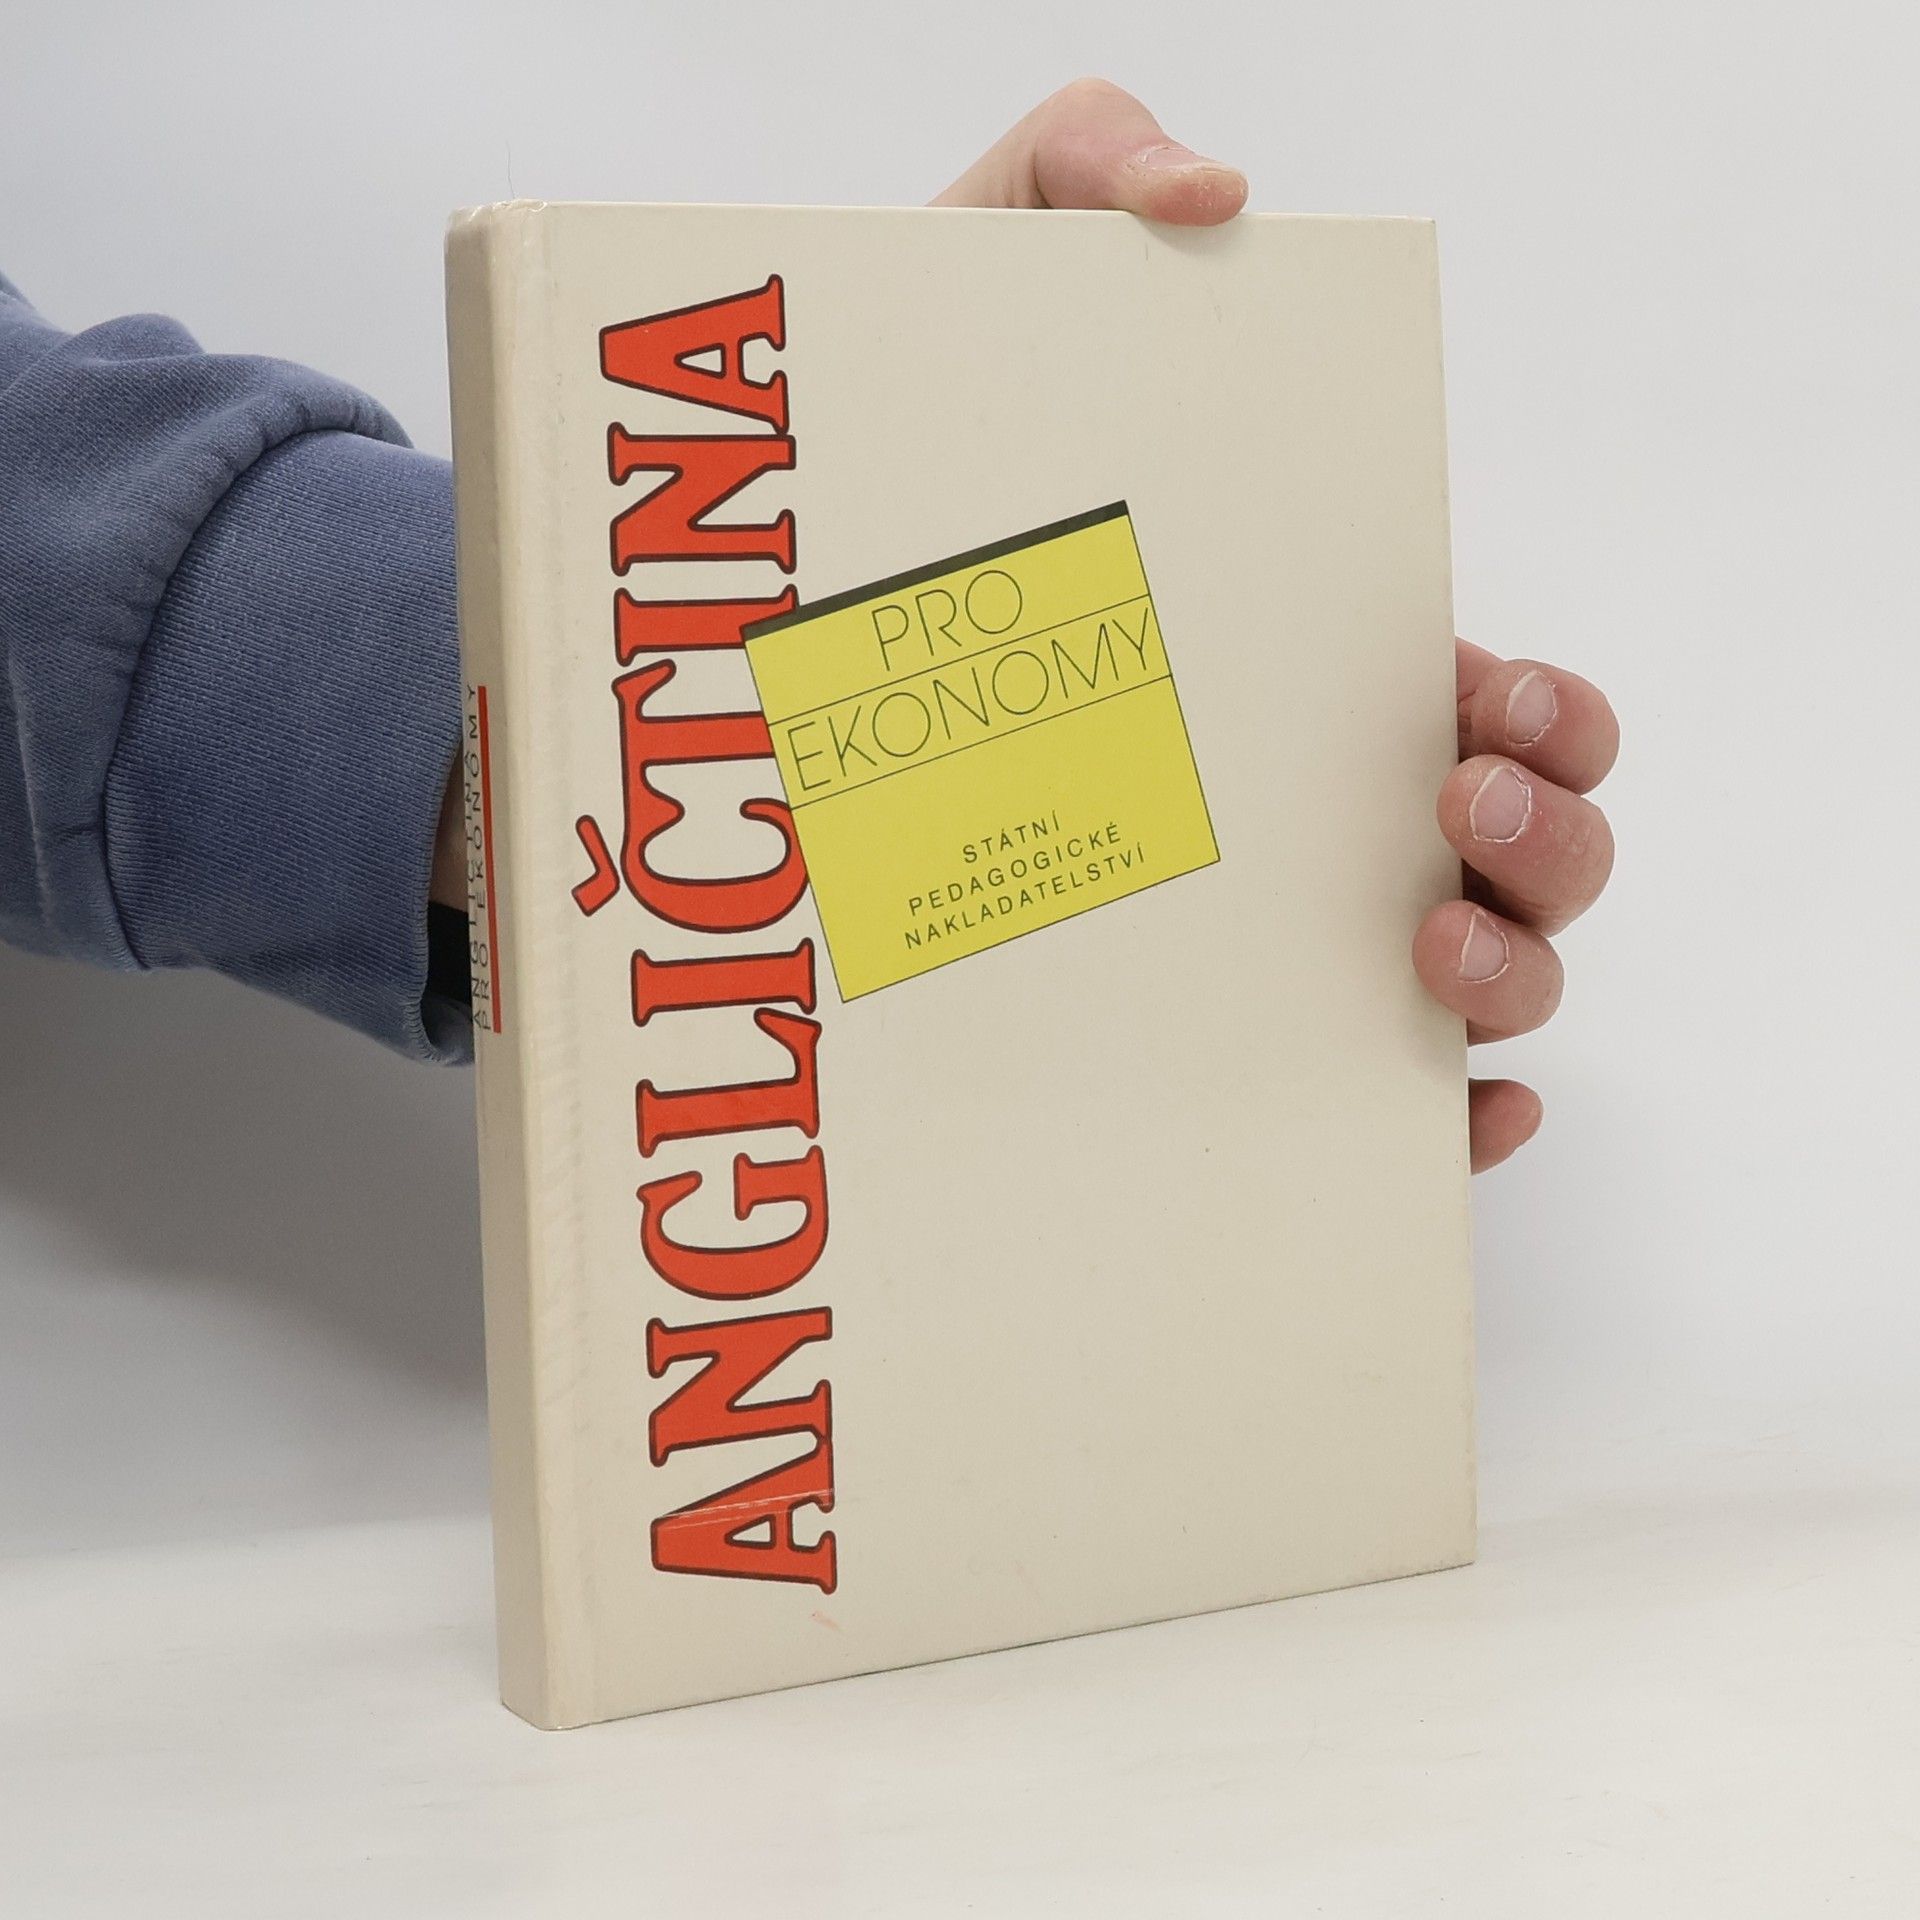 ANGLIČTINA
PRO
EKONOMY
STÁTNÍ
PEDAGOGICKÉ
NAKLADATELSTVÍ
ANGLIČTINA
PRO EKONOMY